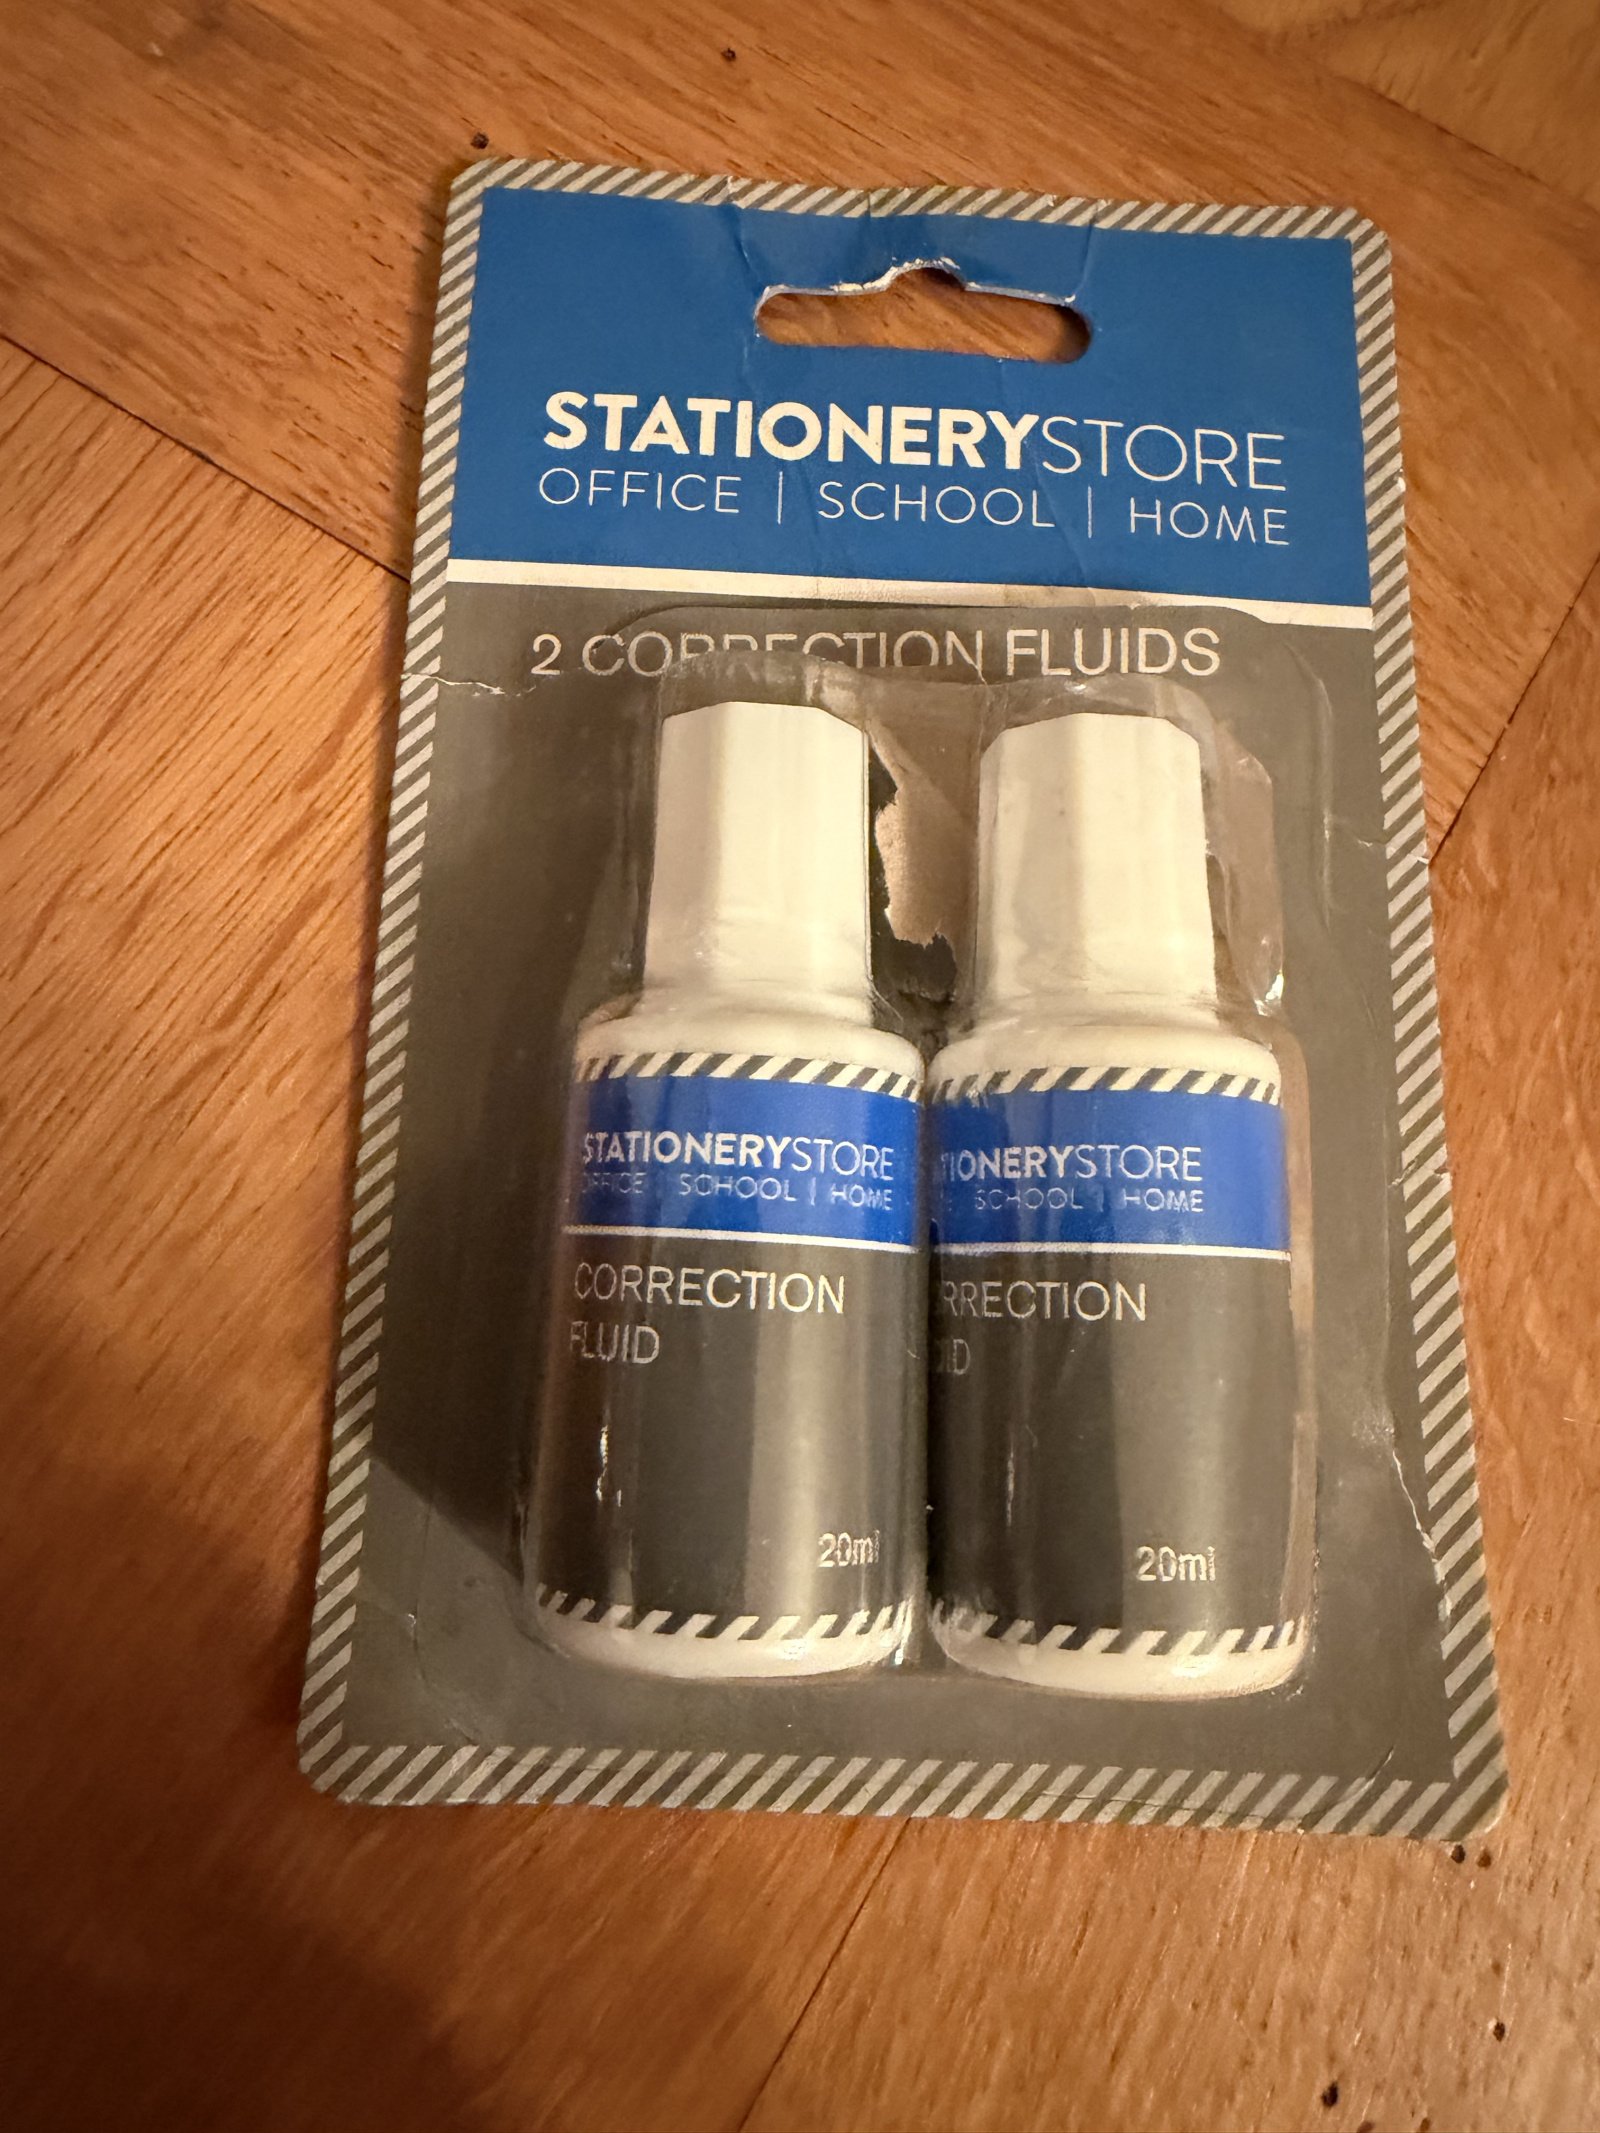 STATIONERYSTORE
OFFICE | SCHOOL | HOME
2 CORRECTION FLUIDS
STATIONERYSTORE
OFFICE | SCHOOL | HOME
CORRECTION
FLUID
20ml
TIONERYSTORE
SCHOOL | HOME
RRECTION
ID
20ml